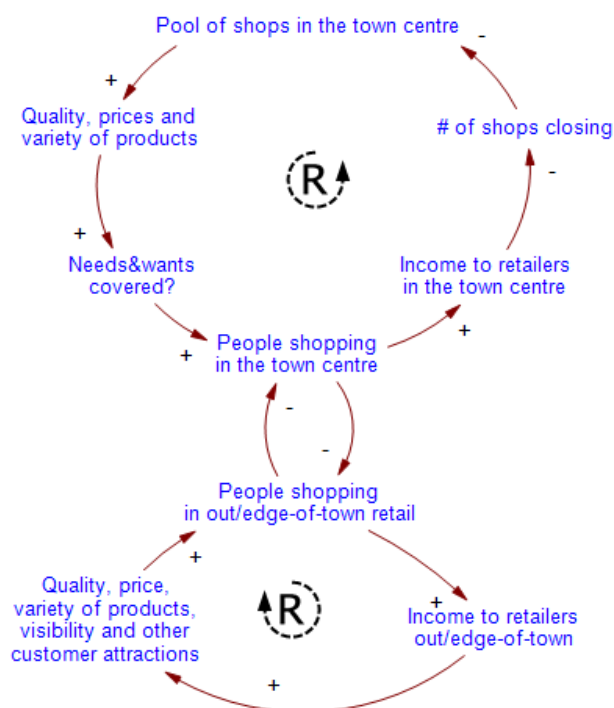 Pool of shops in the town centre
-
+
Quality, prices and
variety of products
# of shops closing
R
-
+
Needs&wants
covered?
Income to retailers
in the town centre
+
People shopping
in the town centre
+
-
-
People shopping
in out/edge-of-town retail
+
Quality, price,
variety of products,
visibility and other
customer attractions
R
+
Income to retailers
out/edge-of-town
+